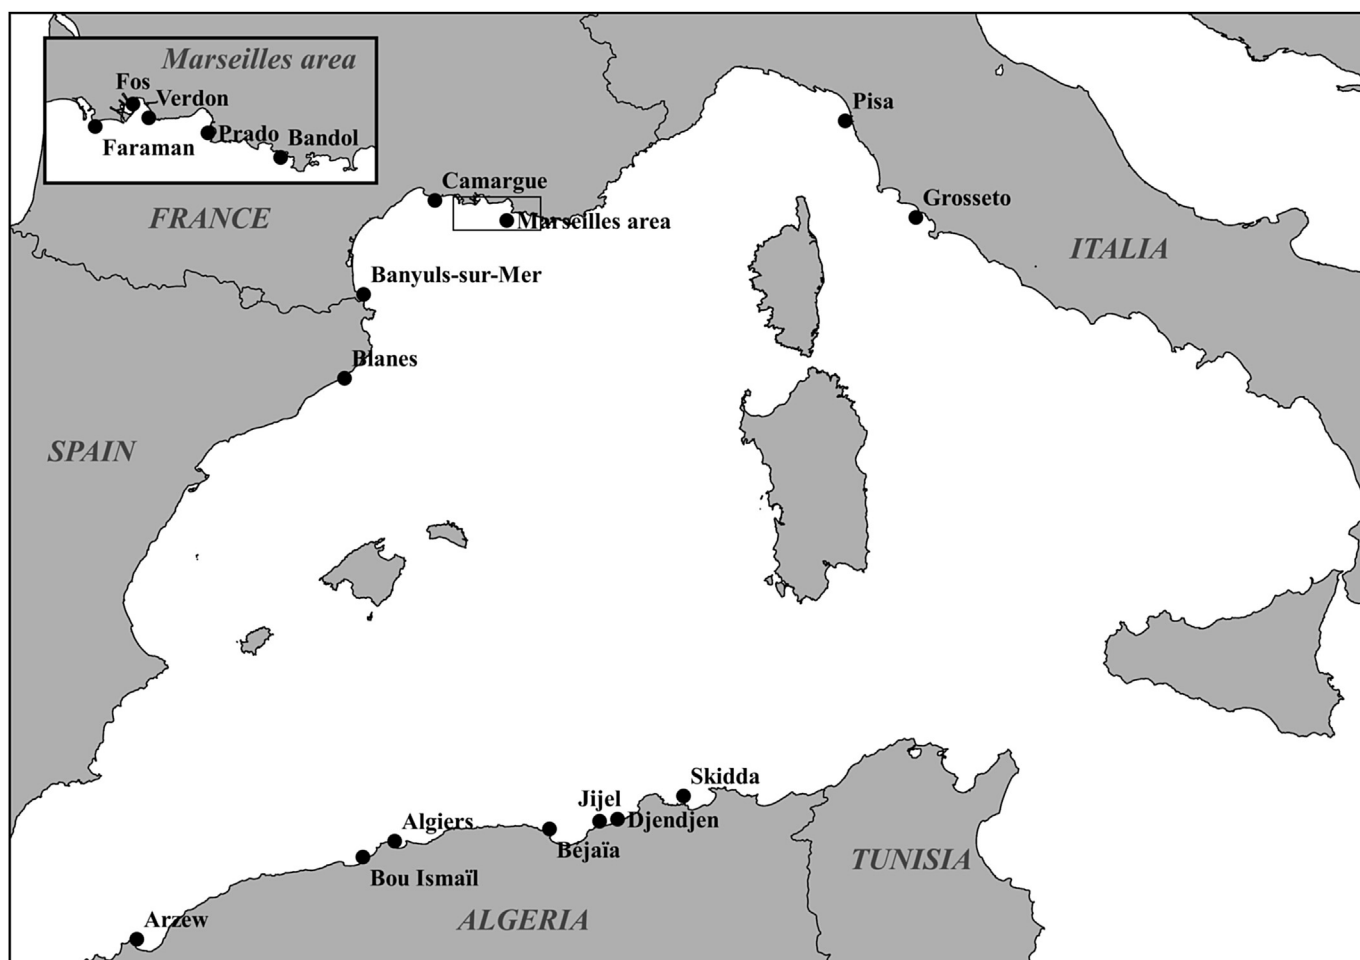 Marseilles area
Fos
Verdon
Prado
Bandol
Faraman
Pisa
Camargue
Grosseto
FRANCE
Marseilles area
ITALIA
Banyuls-sur-Mer
Blanes
SPAIN
Skidda
Jijel
Djendjen
Algiers
Bejaïa
TUNISIA
Bou Ismaïl
Arzew
ALGERIA